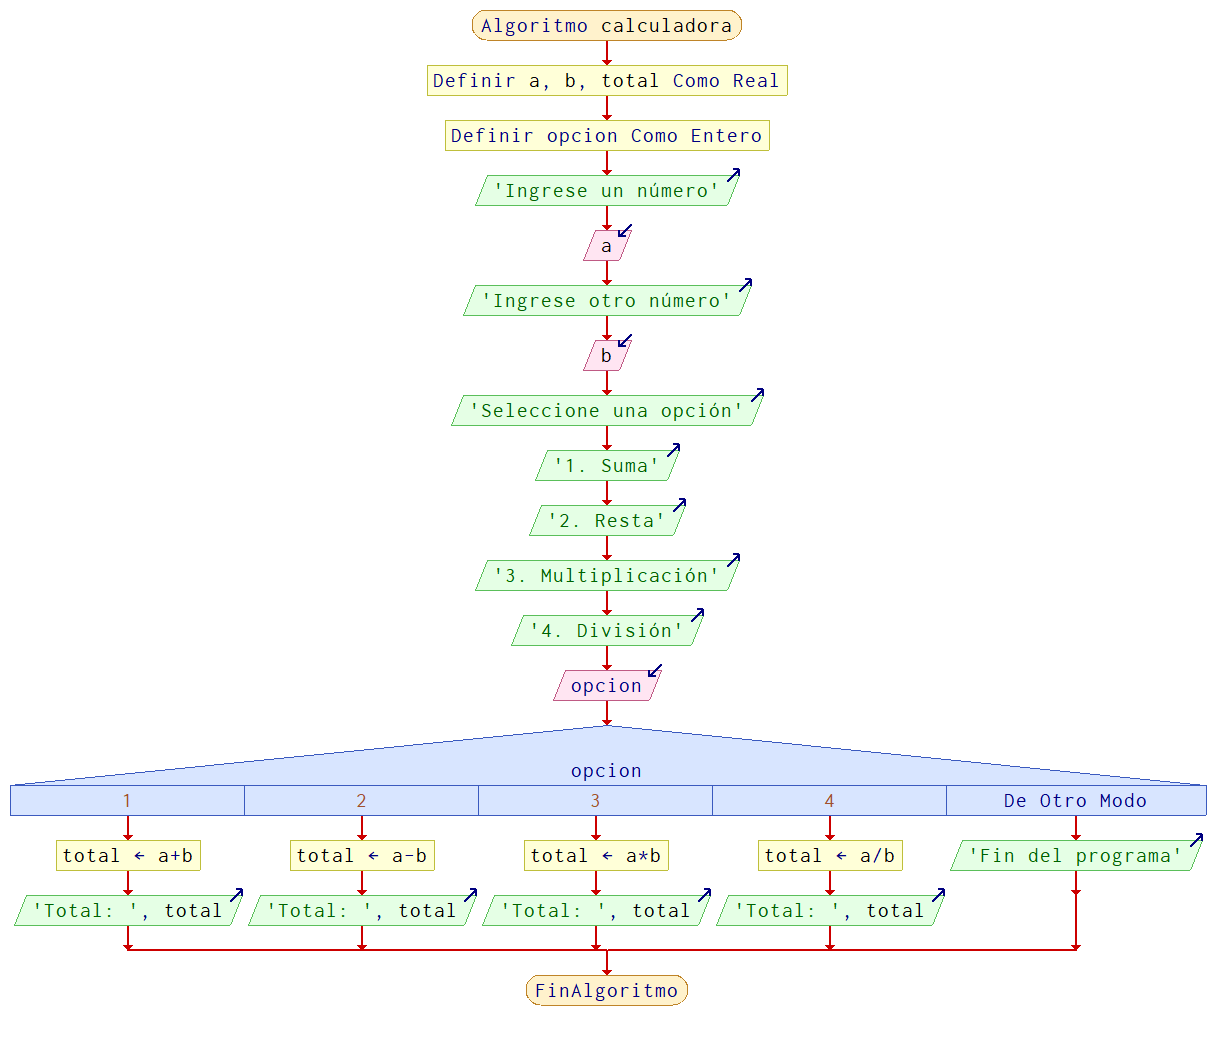 Algoritmo calculadora
Definir a, b, total Como Real
Definir opcion Como Entero
'Ingrese un número'
a
'Ingrese otro número'
b
'Seleccione una opción'
'1. Suma'
'2. Resta'
'3. Multiplicación'
'4. División'
opcion
opcion
1 2 3 4 De Otro Modo
total ← a+b total ← a-b total ← a*b total ← a/b 'Fin del programa'
'Total: ', total 'Total: ', total 'Total: ', total 'Total: ', total
FinAlgoritmo